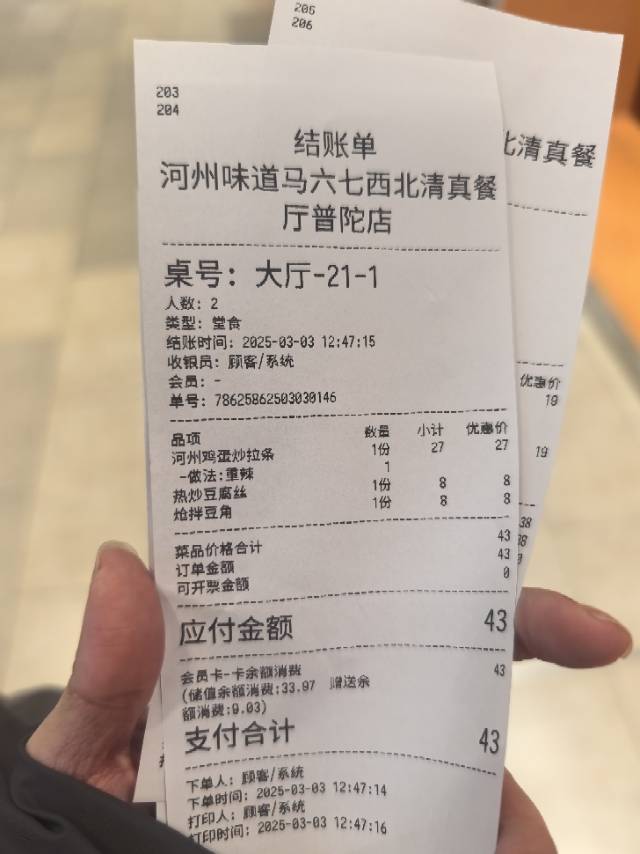 205
206
203
204
结账单
河州味道马六七西北清真餐
厅普陀店
桌号：大厅-21-1
人数：2
类型：堂食
结账时间：2025-03-03 12:47:15
收银员：顾客/系统
会员：-
单号：78625862503030146
品项 数量 小计 优惠价
河州鸡蛋炒拉条 1份 27 27
-做法:重辣 1
热炒豆腐丝 1份 8 8
炝拌豆角 1份 8 8
菜品价格合计 43
订单金额 43
可开票金额 0
应付金额 43
会员卡-卡余额消费 43
(储值余额消费:33.97 赠送余
额消费:9.03)
支付合计 43
下单人：顾客/系统
下单时间：2025-03-03 12:47:14
打印人：顾客/系统
打印时间：2025-03-03 12:47:16
北清真餐
优惠价
19
19
38